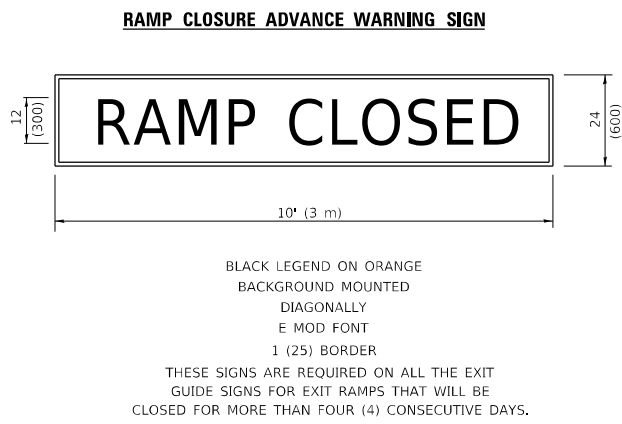 RAMP CLOSURE ADVANCE WARNING SIGN
12
(300)
RAMP CLOSED
24
(600)
10' (3 m)
BLACK LEGEND ON ORANGE
BACKGROUND MOUNTED
DIAGONALLY
E MOD FONT
1 (25) BORDER
THESE SIGNS ARE REQUIRED ON ALL THE EXIT
GUIDE SIGNS FOR EXIT RAMPS THAT WILL BE
CLOSED FOR MORE THAN FOUR (4) CONSECUTIVE DAYS.